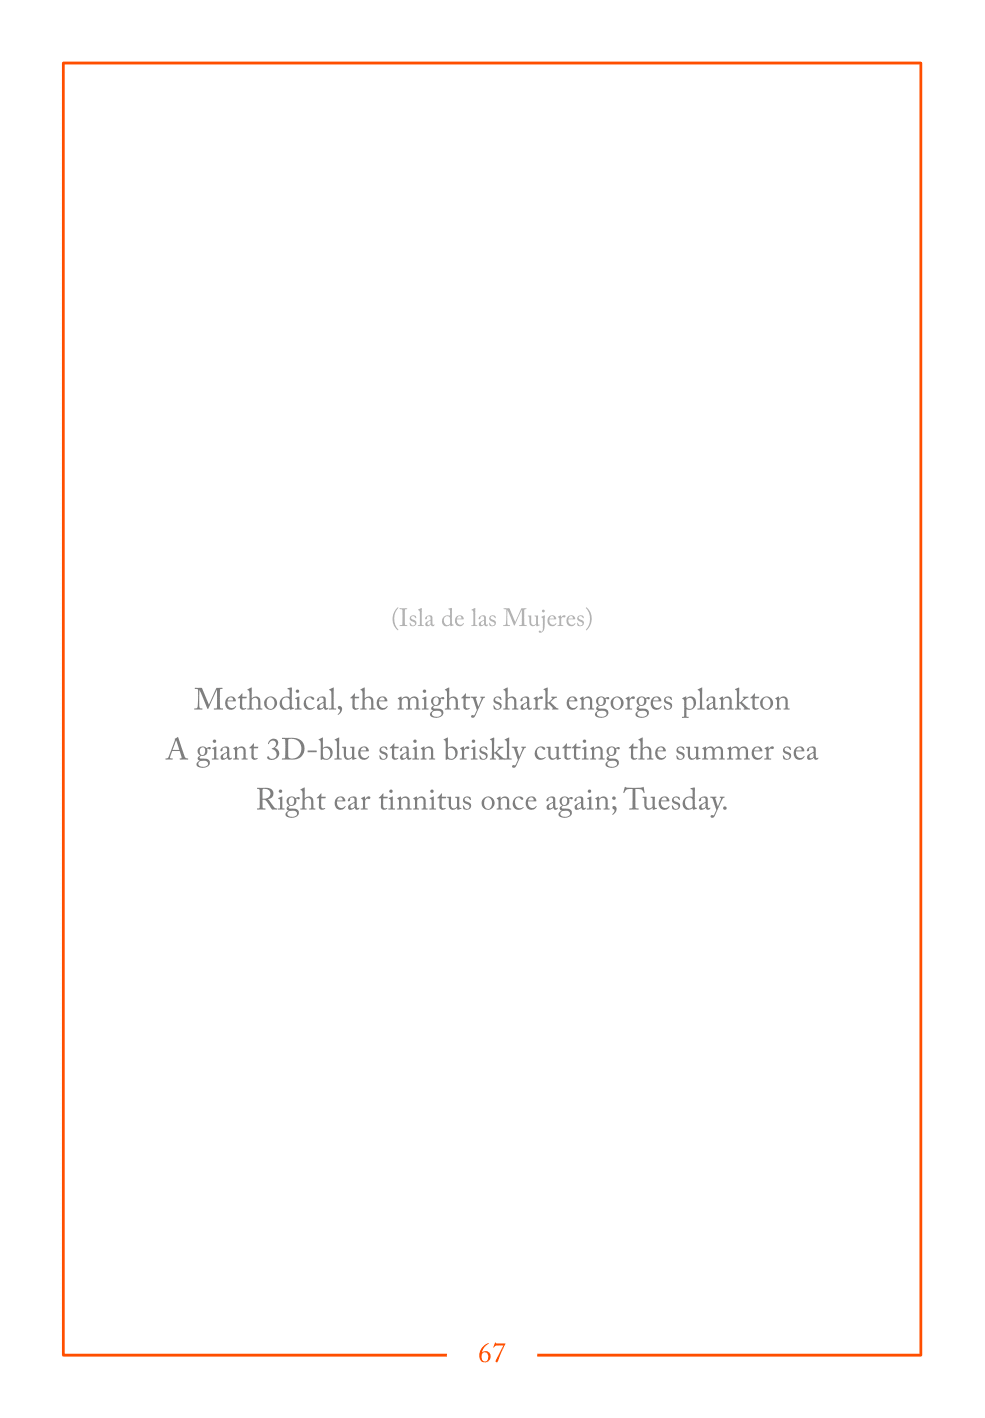 (Isla de las Mujeres)
Methodical, the mighty shark engorges plankton
A giant 3D-blue stain briskly cutting the summer sea
Right ear tinnitus once again; Tuesday.
67